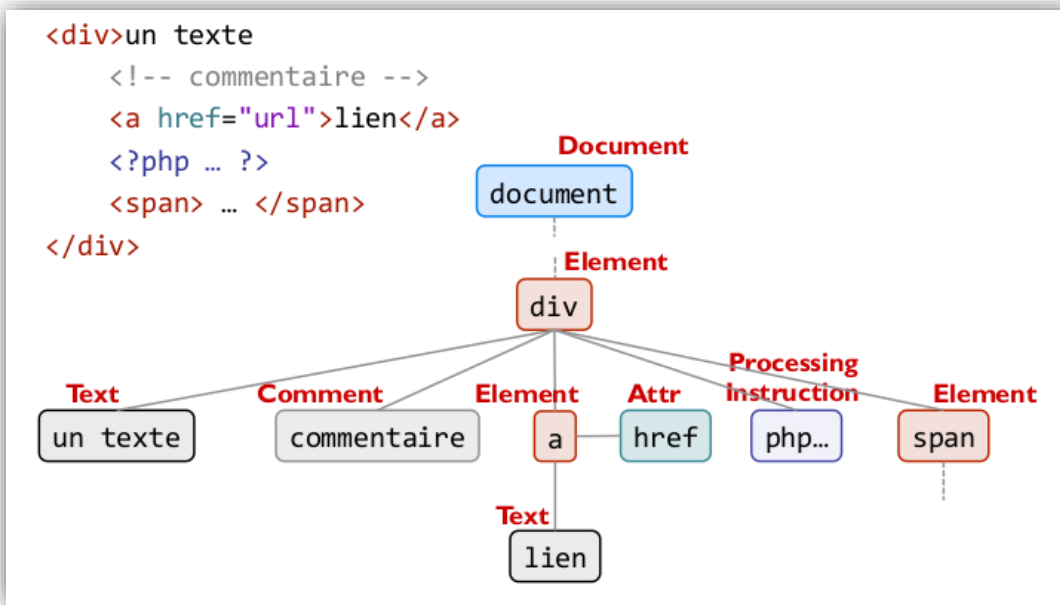 <div>un texte
<!-- commentaire -->
<a href="url">lien</a>
<?php … ?>
<span> … </span>
</div>
Document
document
Element
div
Text
Comment
Element
Attr
Processing
instruction
Element
un texte
commentaire
a
href
php…
span
Text
lien